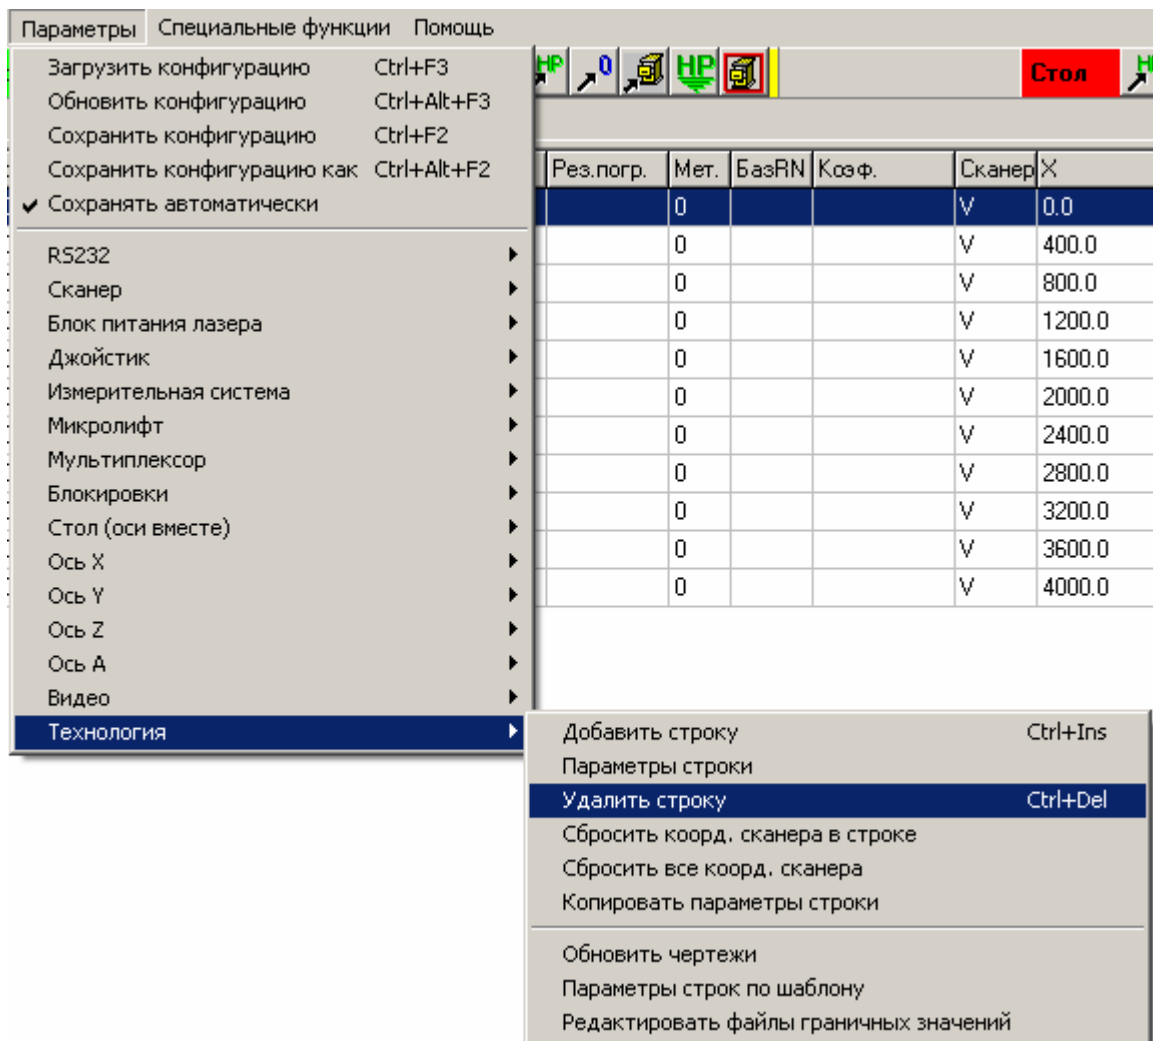 Параметры Специальные функции Помощь
HP 0 HP Стол
Загрузить конфигурацию Ctrl+F3
Обновить конфигурацию Ctrl+Alt+F3
Сохранить конфигурацию Ctrl+F2
Сохранить конфигурацию как Ctrl+Alt+F2
Сохранять автоматически
RS232
Сканер
Блок питания лазера
Джойстик
Измерительная система
Микролифт
Мультиплексор
Блокировки
Стол (оси вместе)
Ось X
Ось Y
Ось Z
Ось A
Видео
Технология
Рез.погр. Мет. БазRN Коэф. Сканер X
0 V 0.0
0 V 400.0
0 V 800.0
0 V 1200.0
0 V 1600.0
0 V 2000.0
0 V 2400.0
0 V 2800.0
0 V 3200.0
0 V 3600.0
0 V 4000.0
Добавить строку Ctrl+Ins
Параметры строки
Удалить строку Ctrl+Del
Сбросить коорд. сканера в строке
Сбросить все коорд. сканера
Копировать параметры строки
Обновить чертежи
Параметры строк по шаблону
Редактировать файлы граничных значений